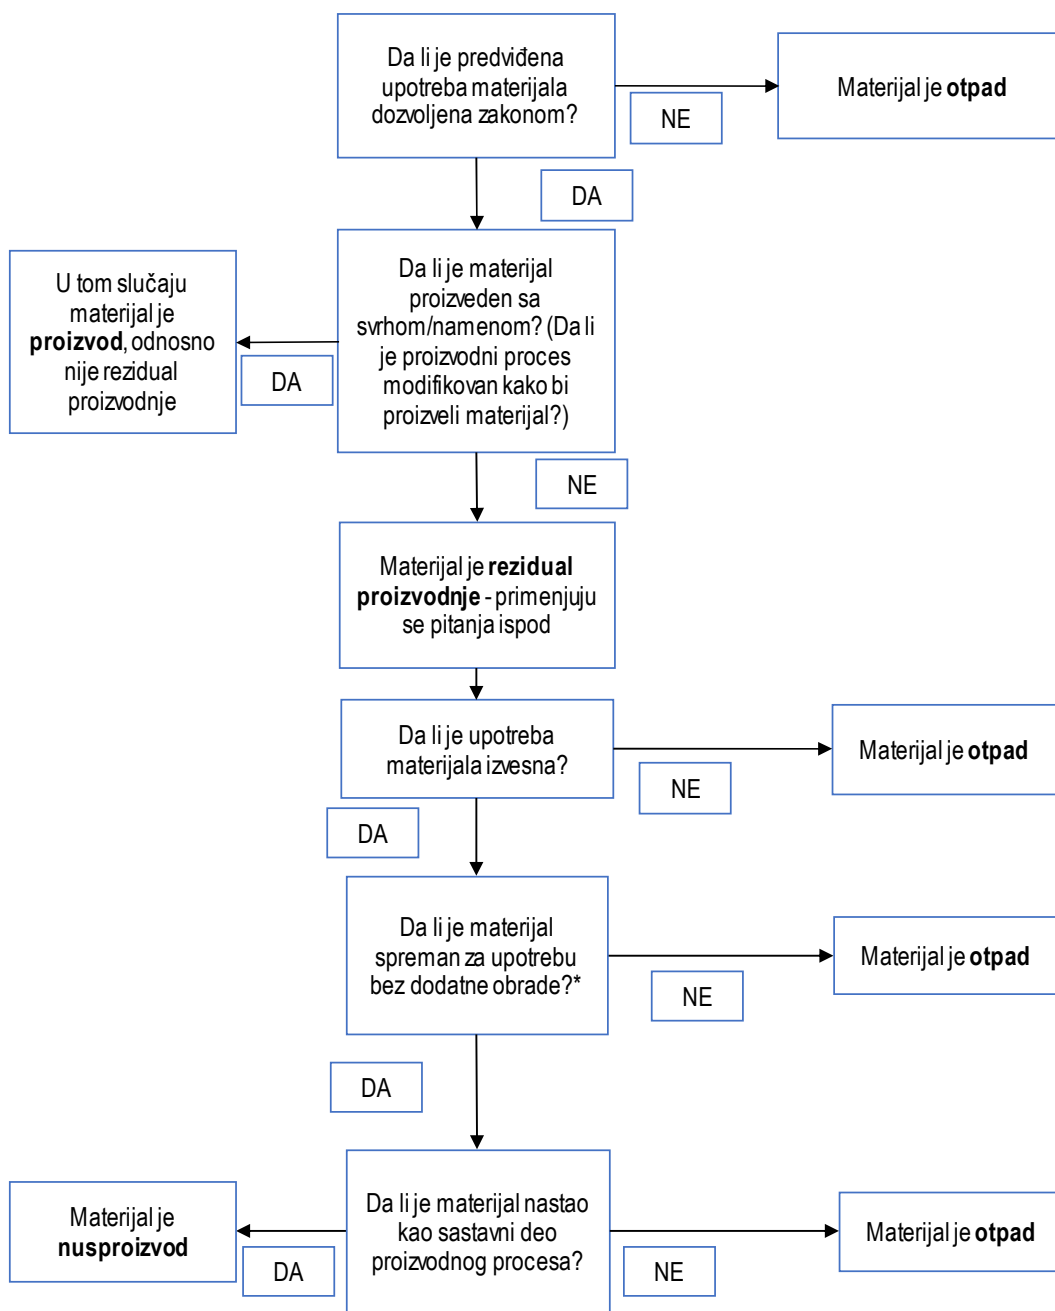 Da li je predviđena
upotreba materijala
dozvoljena zakonom?
NE
Materijal je otpad
DA
Da li je materijal
proizveden sa
svrhom/namenom? (Da li
je proizvodni proces
modifikovan kako bi
proizveli materijal?)
DA
U tom slučaju
materijal je
proizvod, odnosno
nije rezidual
proizvodnje
NE
Materijal je rezidual
proizvodnje - primenjuju
se pitanja ispod
Da li je upotreba
materijala izvesna?
NE
Materijal je otpad
DA
Da li je materijal
spreman za upotrebu
bez dodatne obrade?*
NE
Materijal je otpad
DA
Da li je materijal nastao
kao sastavni deo
proizvodnog procesa?
DA
Materijal je
nusproizvod
NE
Materijal je otpad